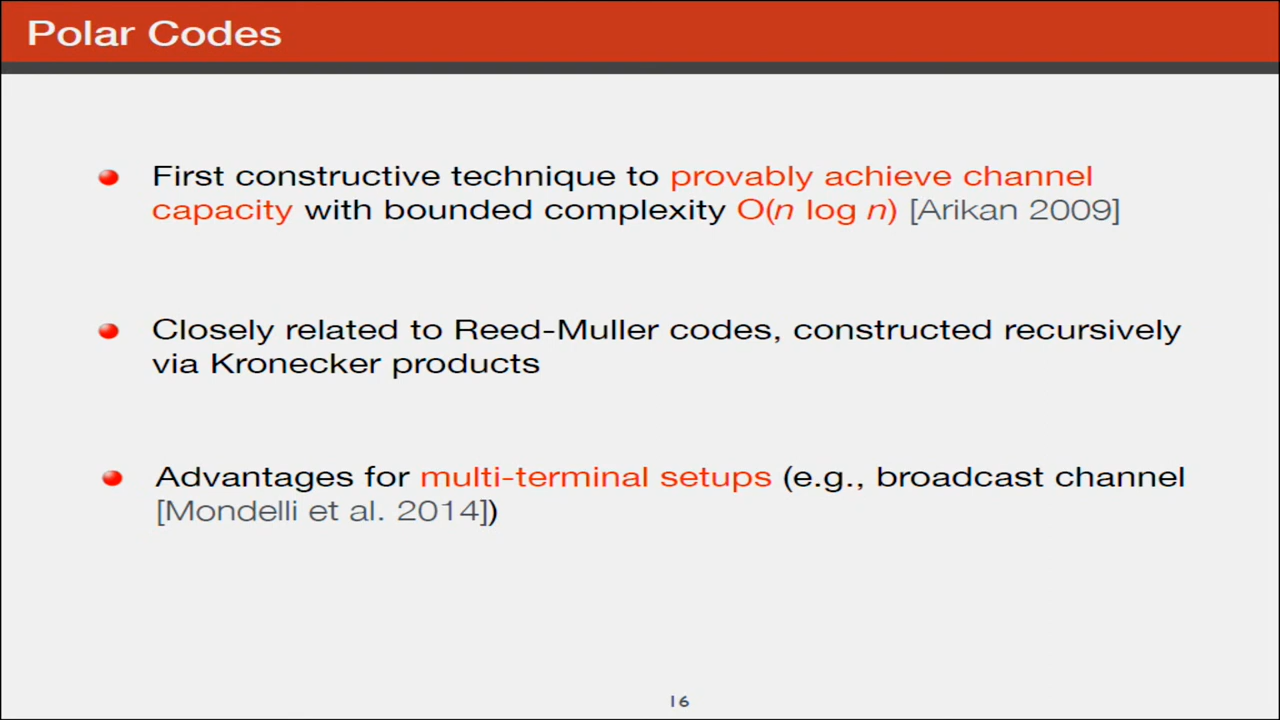 Polar Codes
First constructive technique to provably achieve channel
capacity with bounded complexity O(n log n) [Arikan 2009]
Closely related to Reed-Muller codes, constructed recursively
via Kronecker products
Advantages for multi-terminal setups (e.g., broadcast channel
[Mondelli et al. 2014])
16